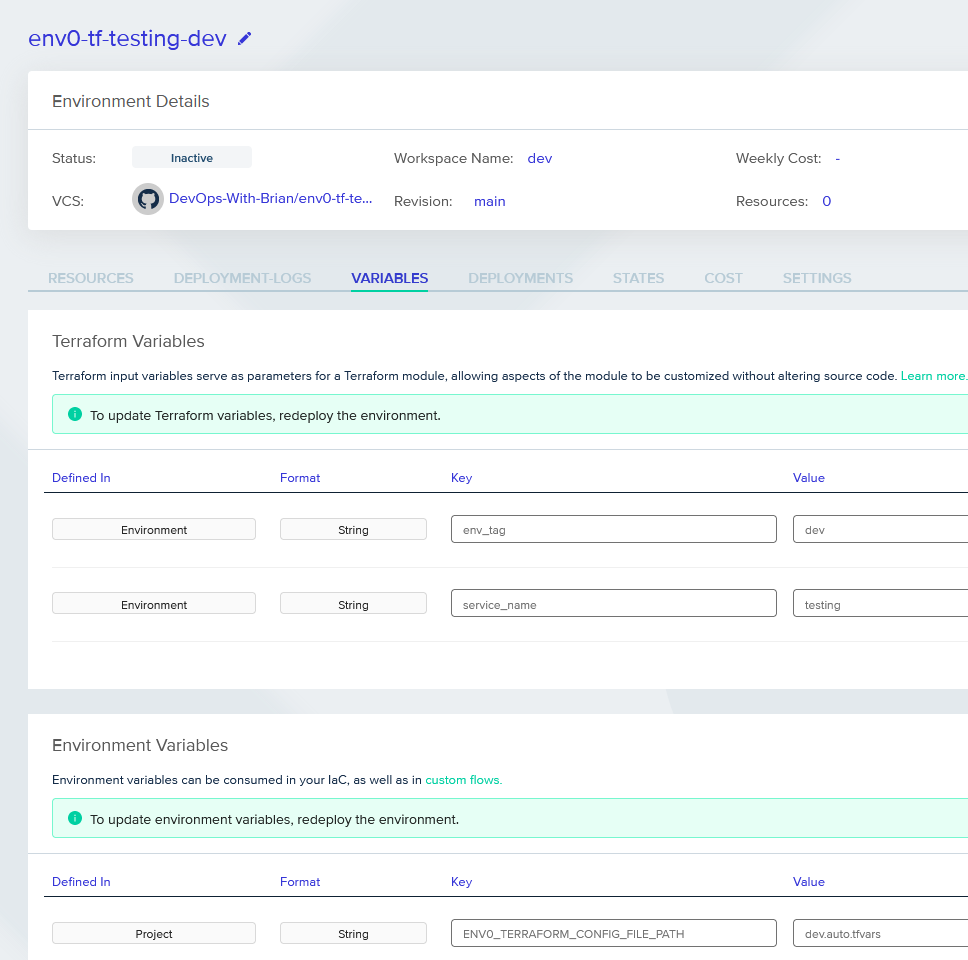 env0-tf-testing-dev
Environment Details
Status: Inactive Workspace Name: dev Weekly Cost: -
VCS: DevOps-With-Brian/env0-tf-te... Revision: main Resources: 0
RESOURCES DEPLOYMENT-LOGS VARIABLES DEPLOYMENTS STATES COST SETTINGS
Terraform Variables
Terraform input variables serve as parameters for a Terraform module, allowing aspects of the module to be customized without altering source code. Learn more.
To update Terraform variables, redeploy the environment.
Defined In Format Key Value
Environment String env_tag dev
Environment String service_name testing
Environment Variables
Environment variables can be consumed in your IaC, as well as in custom flows.
To update environment variables, redeploy the environment.
Defined In Format Key Value
Project String ENV0_TERRAFORM_CONFIG_FILE_PATH dev.auto.tfvars